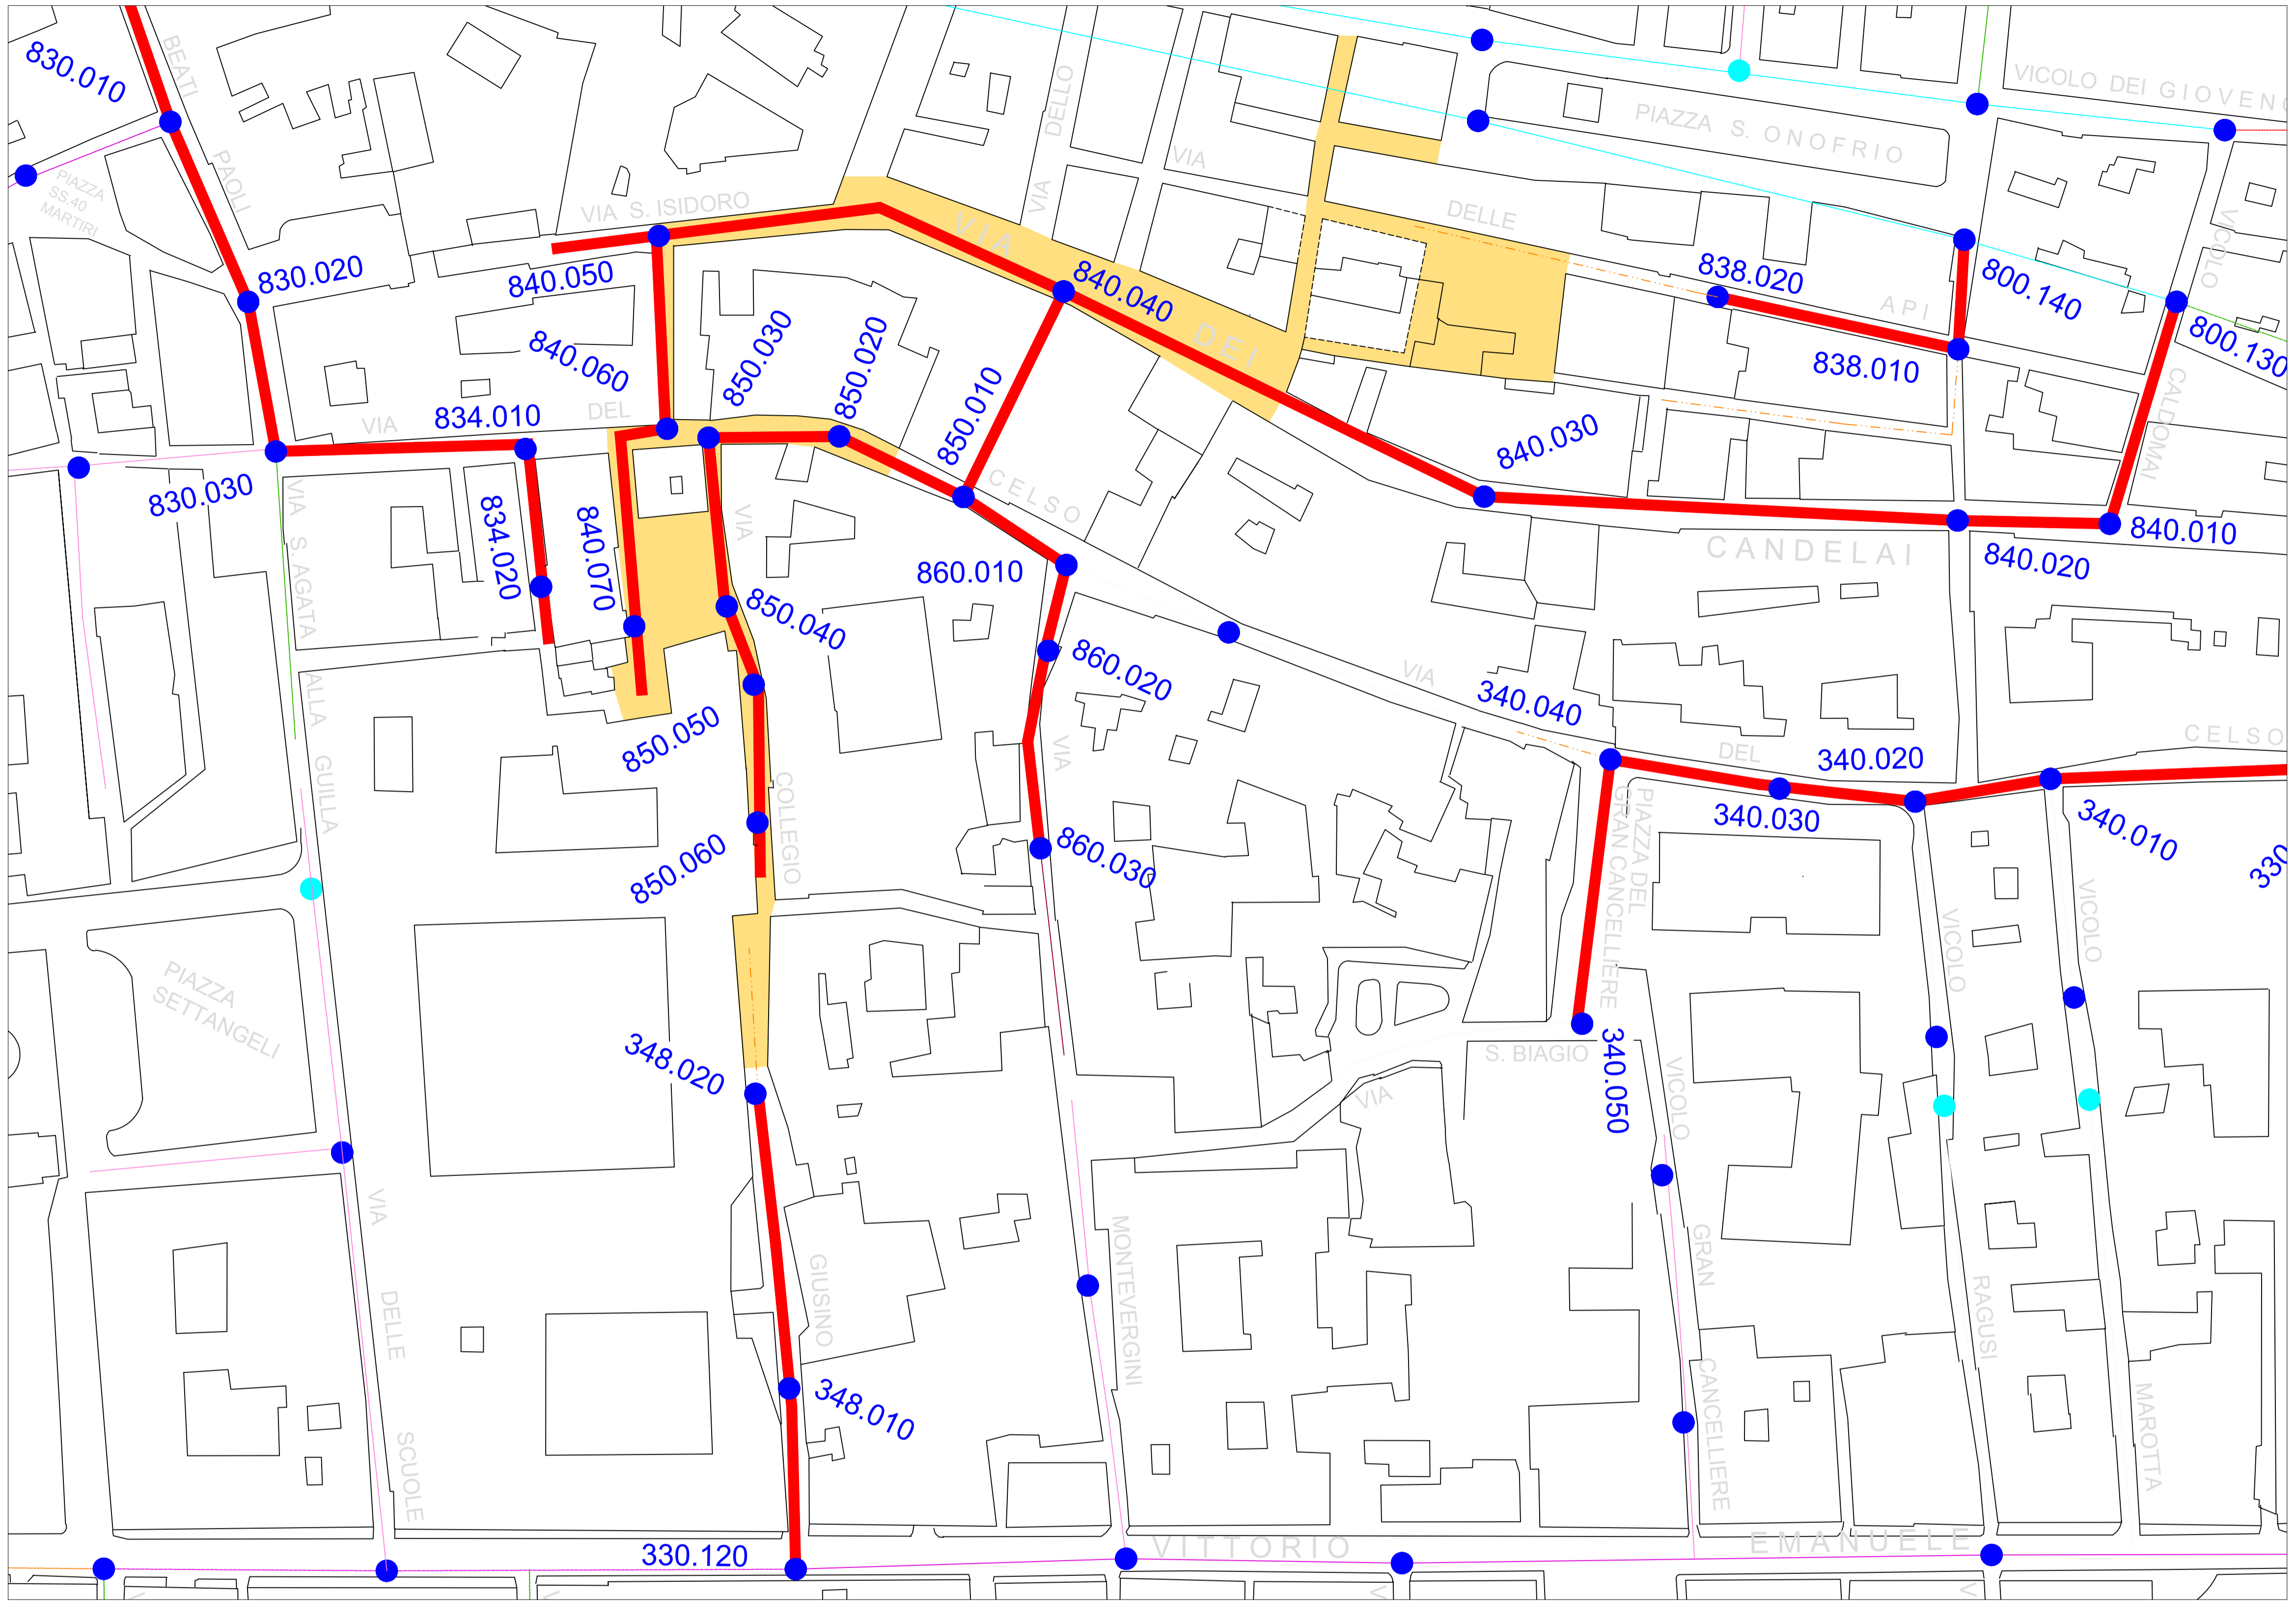 830.010
BEATI
PAOLI
PIAZZA
SS.40
MARTIRI
VIA S. ISIDORO
VIA
DELLO
VIA
PIAZZA S. ONOFRIO
VICOLO DEI GIOVENC
VIA
DEI
CANDELAI
DELLE
API
VICOLO
CALDOMAI
830.020
840.050
840.060
850.030
850.020
850.010
840.040
838.020
838.010
800.140
800.130
840.030
840.020
840.010
VIA
DEL
CELSO
834.010
830.030
834.020
840.070
850.040
850.050
850.060
860.010
860.020
860.030
VIA
S. AGATA
ALLA
GUILLA
VIA
COLLEGIO
GIUSINO
VIA
MONTEVERGINI
VIA
DEL
CELSO
340.040
340.020
340.030
340.010
330
PIAZZA DEL
GRAN CANCELLIERE
340.050
VIA
S. BIAGIO
VICOLO
GRAN
CANCELLIERE
VICOLO
RAGUSI
VICOLO
MAROTTA
PIAZZA
SETTANGELI
VIA
DELLE
SCUOLE
348.020
348.010
330.120
VITTORIO
EMANUELE
V
V
V
V